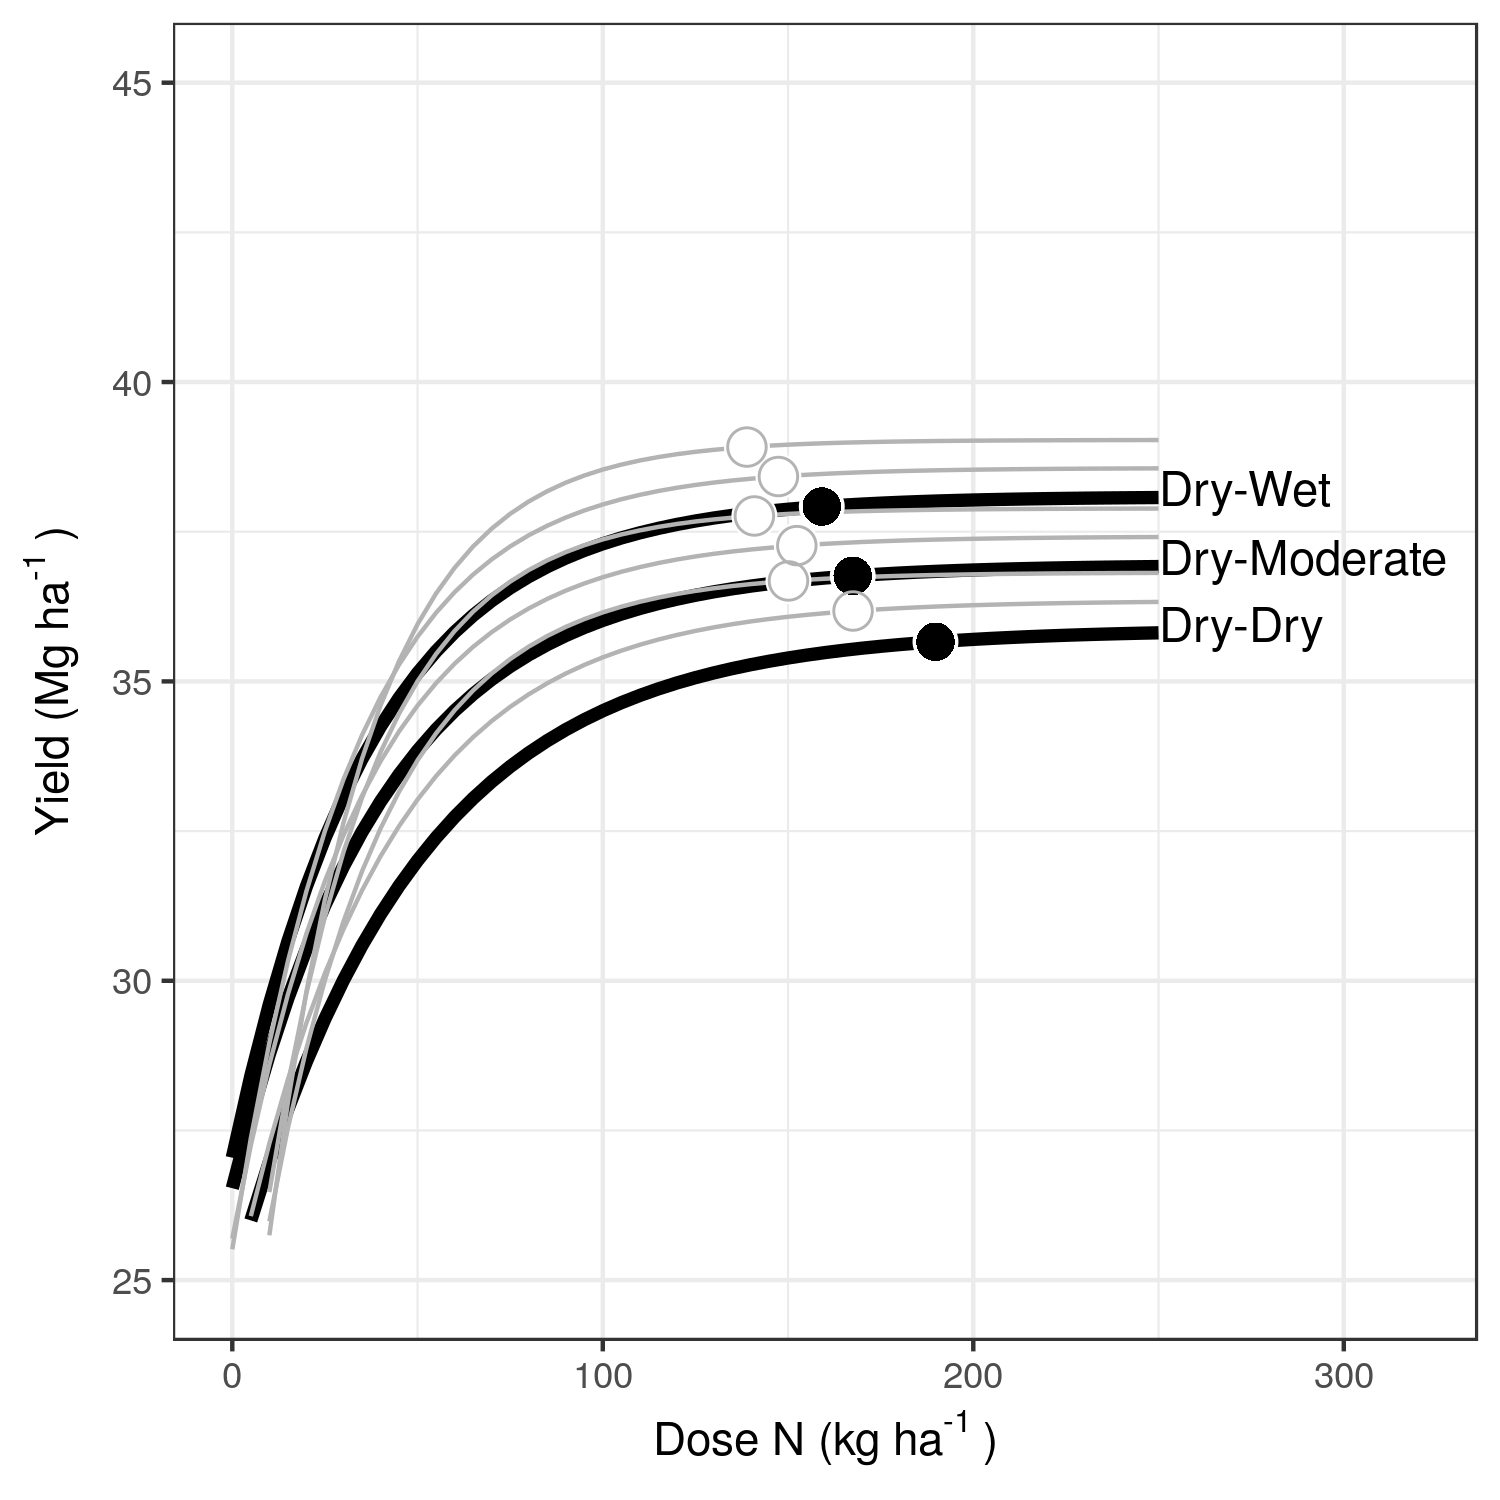 45
40
35
30
25
Yield (Mg ha-1 )
Dry-Wet
Dry-Moderate
Dry-Dry
0 100 200 300
Dose N (kg ha-1 )